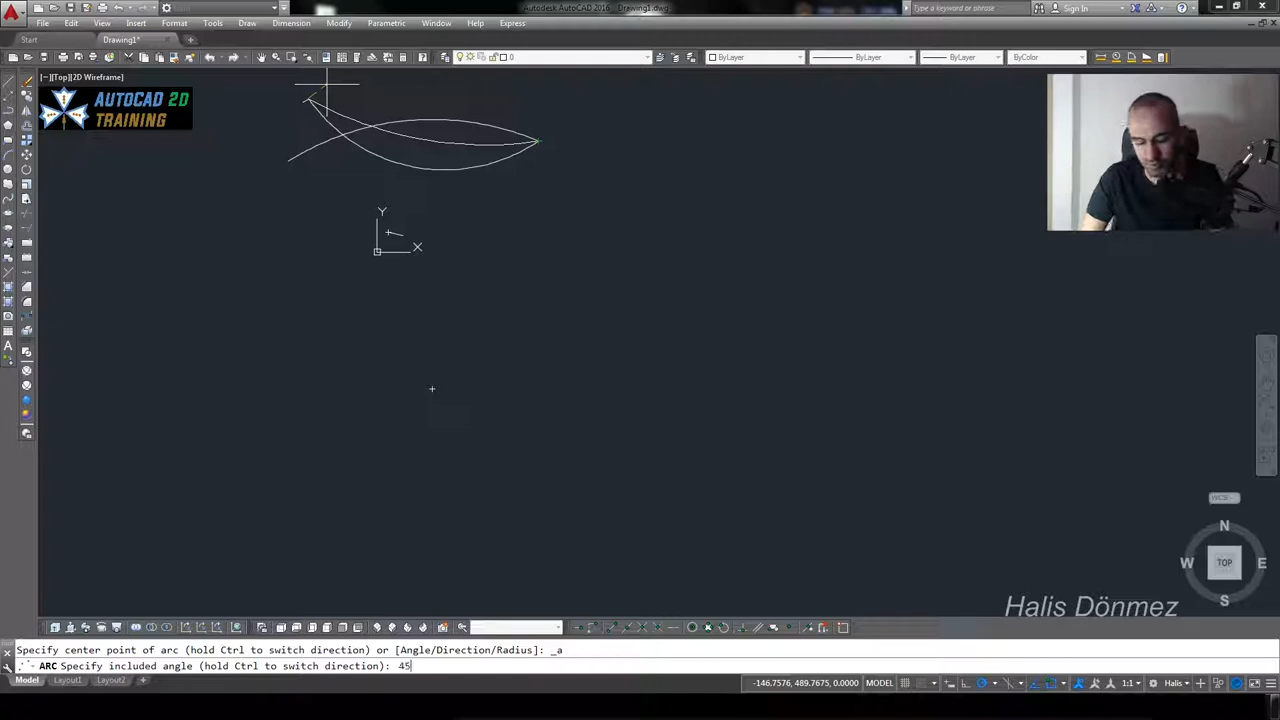 Autodesk AutoCAD 2016 Drawing1.dwg
Type a keyword or phrase
Sign In
File Edit View Insert Format Tools Draw Dimension Modify Parametric Window Help Express
Start Drawing1*
0 ByLayer ByLayer ByLayer ByColor
[−][Top][2D Wireframe]
AUTOCAD 2D
TRAINING
Y
X
WCS
N
W TOP E
S
Halis Dönmez
Specify center point of arc (hold Ctrl to switch direction) or [Angle/Direction/Radius]: _a
ARC Specify included angle (hold Ctrl to switch direction): 45
Model Layout1 Layout2
-146.7576, 489.7675, 0.0000 MODEL 1:1 Halis